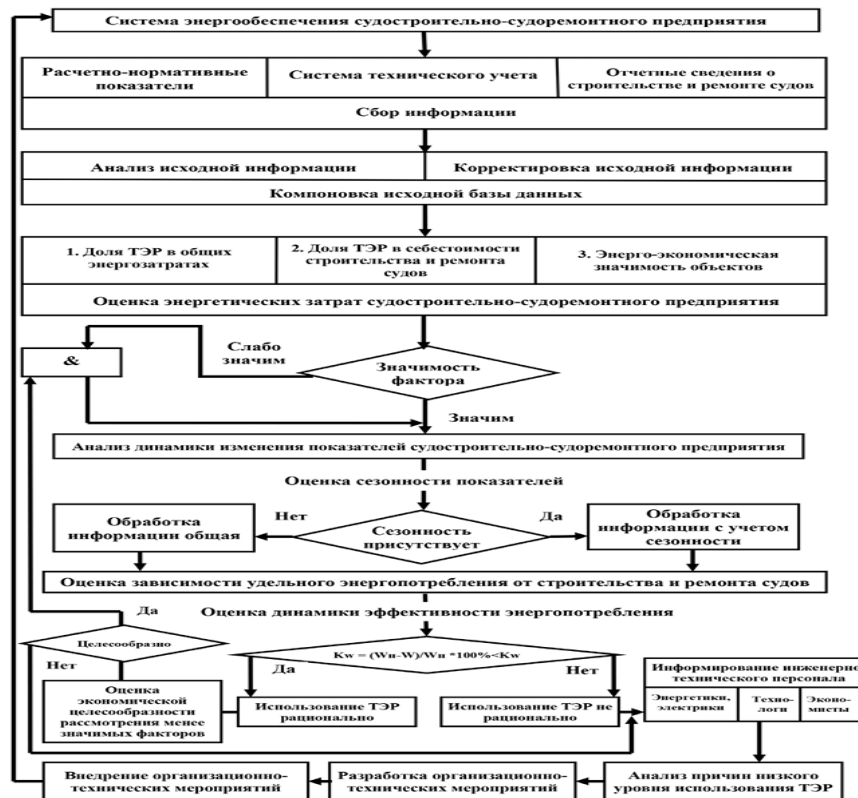 Система энергообеспечения судостроительно-судоремонтного предприятия
Расчетно-нормативные
показатели
Система технического учета
Отчетные сведения о
строительстве и ремонте судов
Сбор информации
Анализ исходной информации
Корректировка исходной информации
Компоновка исходной базы данных
1. Доля ТЭР в общих
энергозатратах
2. Доля ТЭР в себестоимости
строительства и ремонта
судов
3. Энерго-экономическая
значимость объектов
Оценка энергетических затрат судостроительно-судоремонтного предприятия
Слабо
значим
&
Значимость
фактора
Значим
Анализ динамики изменения показателей судостроительно-судоремонтного предприятия
Оценка сезонности показателей
Обработка
информации общая
Нет
Сезонность
присутствует
Да
Обработка
информации с учетом
сезонности
Оценка зависимости удельного энергопотребления от строительства и ремонта судов
Да
Оценка динамики эффективности энергопотребления
Целесообразно
Kw = (Wн-W)/Wн *100%<Kw
Нет
Да
Нет
Информирование инженерно
технического персонала
Оценка
экономической
целесообразности
рассмотрения менее
значимых факторов
Использование ТЭР
рационально
Использование ТЭР не
рационально
Энергетики,
электрики
Техно-
логи
Эконо-
мисты
Внедрение организационно-
технических мероприятий
Разработка организационно-
технических мероприятий
Анализ причин низкого
уровня использования ТЭР